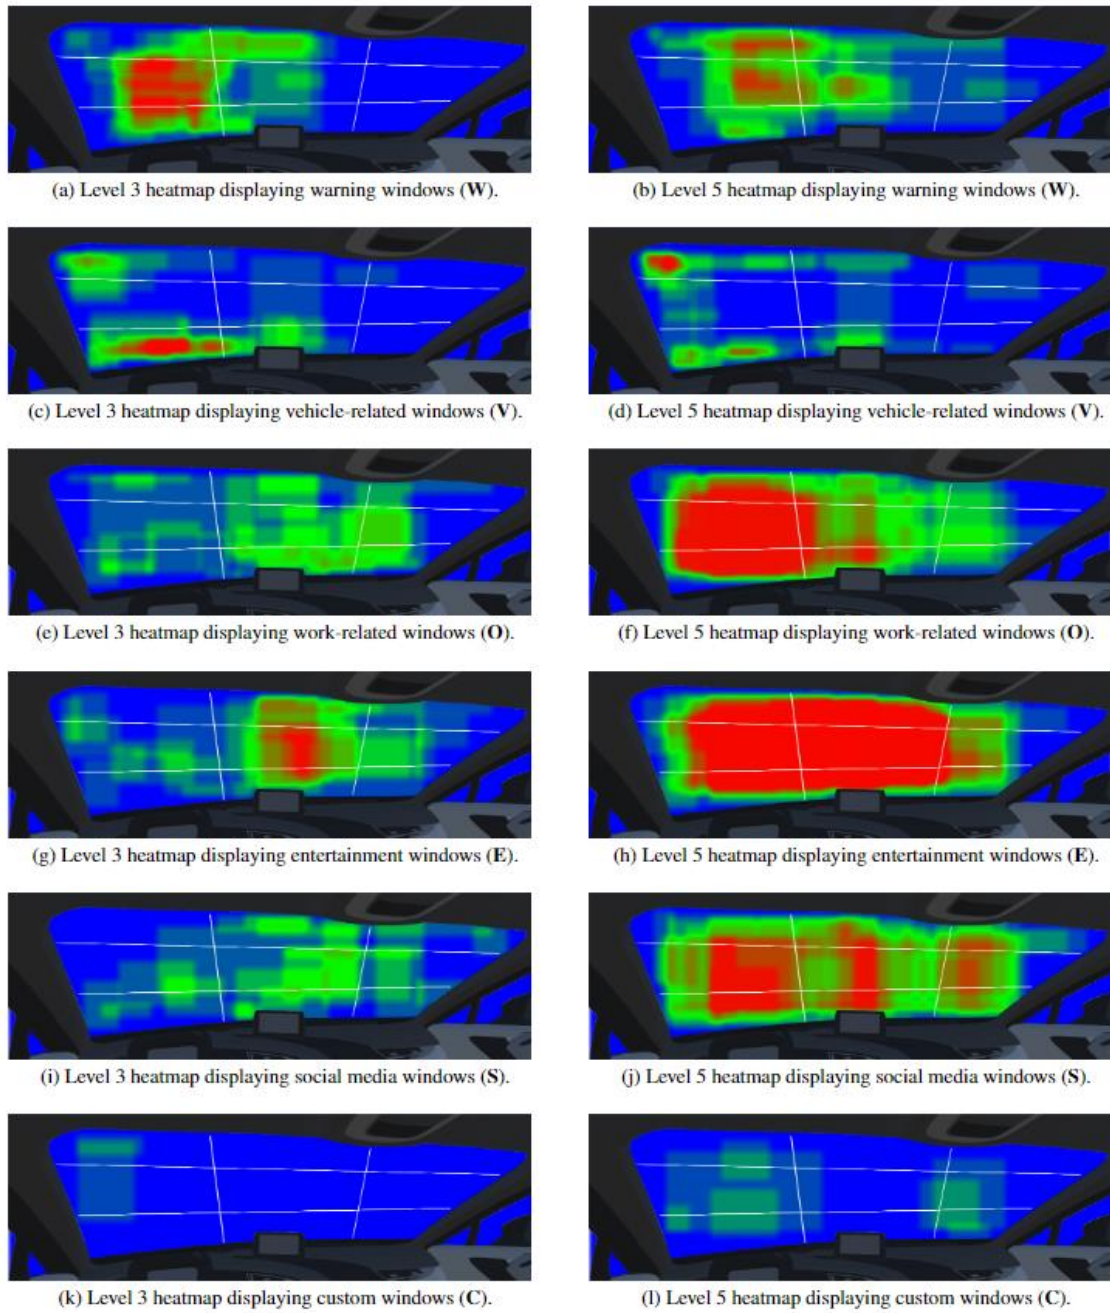 (a) Level 3 heatmap displaying warning windows (W).
(b) Level 5 heatmap displaying warning windows (W).
(c) Level 3 heatmap displaying vehicle-related windows (V).
(d) Level 5 heatmap displaying vehicle-related windows (V).
(e) Level 3 heatmap displaying work-related windows (O).
(f) Level 5 heatmap displaying work-related windows (O).
(g) Level 3 heatmap displaying entertainment windows (E).
(h) Level 5 heatmap displaying entertainment windows (E).
(i) Level 3 heatmap displaying social media windows (S).
(j) Level 5 heatmap displaying social media windows (S).
(k) Level 3 heatmap displaying custom windows (C).
(l) Level 5 heatmap displaying custom windows (C).